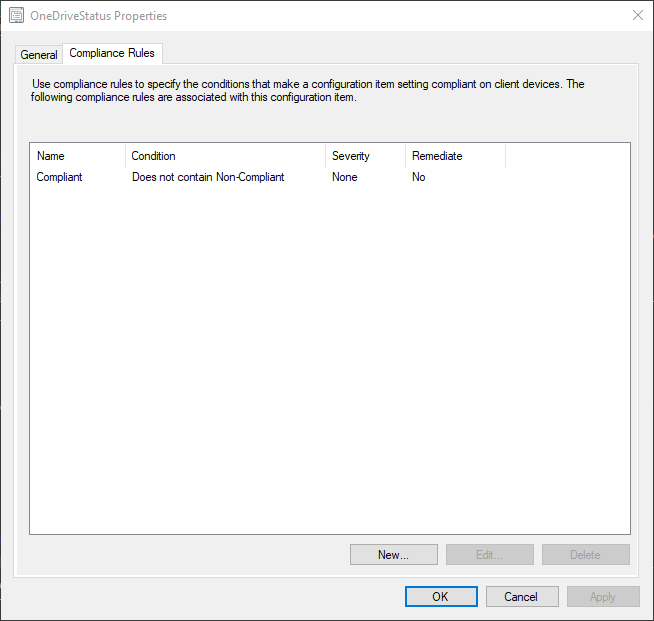 OneDriveStatus Properties
General
Compliance Rules
Use compliance rules to specify the conditions that make a configuration item setting compliant on client devices. The
following compliance rules are associated with this configuration item.
Name Condition Severity Remediate
Compliant Does not contain Non-Compliant None No
New... Edit... Delete
OK Cancel Apply